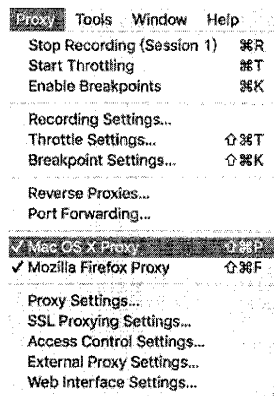 Proxy Tools Window Help
Stop Recording (Session 1) ⌘R
Start Throttling ⌘T
Enable Breakpoints ⌘K
Recording Settings...
Throttle Settings... ⇧⌘T
Breakpoint Settings... ⇧⌘K
Reverse Proxies...
Port Forwarding...
✓ Mac OS X Proxy ⇧⌘P
✓ Mozilla Firefox Proxy ⇧⌘F
Proxy Settings...
SSL Proxying Settings...
Access Control Settings...
External Proxy Settings...
Web Interface Settings...